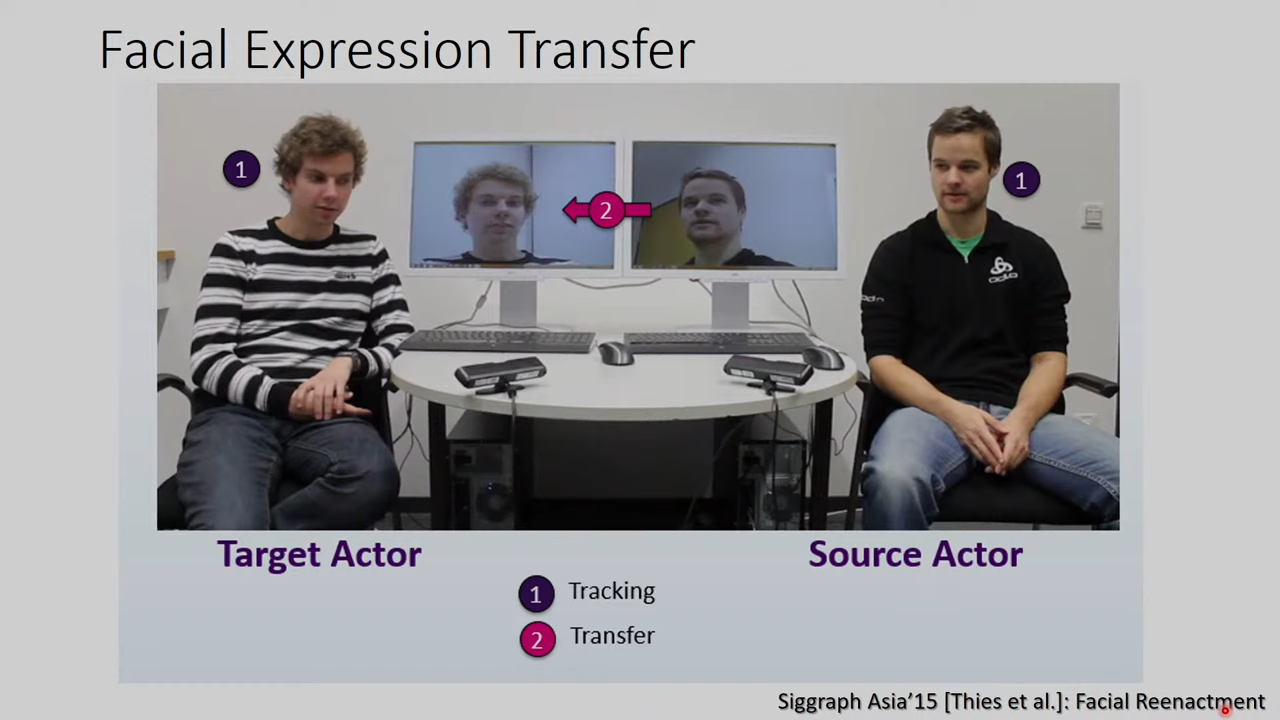 Facial Expression Transfer
1
2
1
odlo
Target Actor
Source Actor
1 Tracking
2 Transfer
Siggraph Asia'15 [Thies et al.]: Facial Reenactment